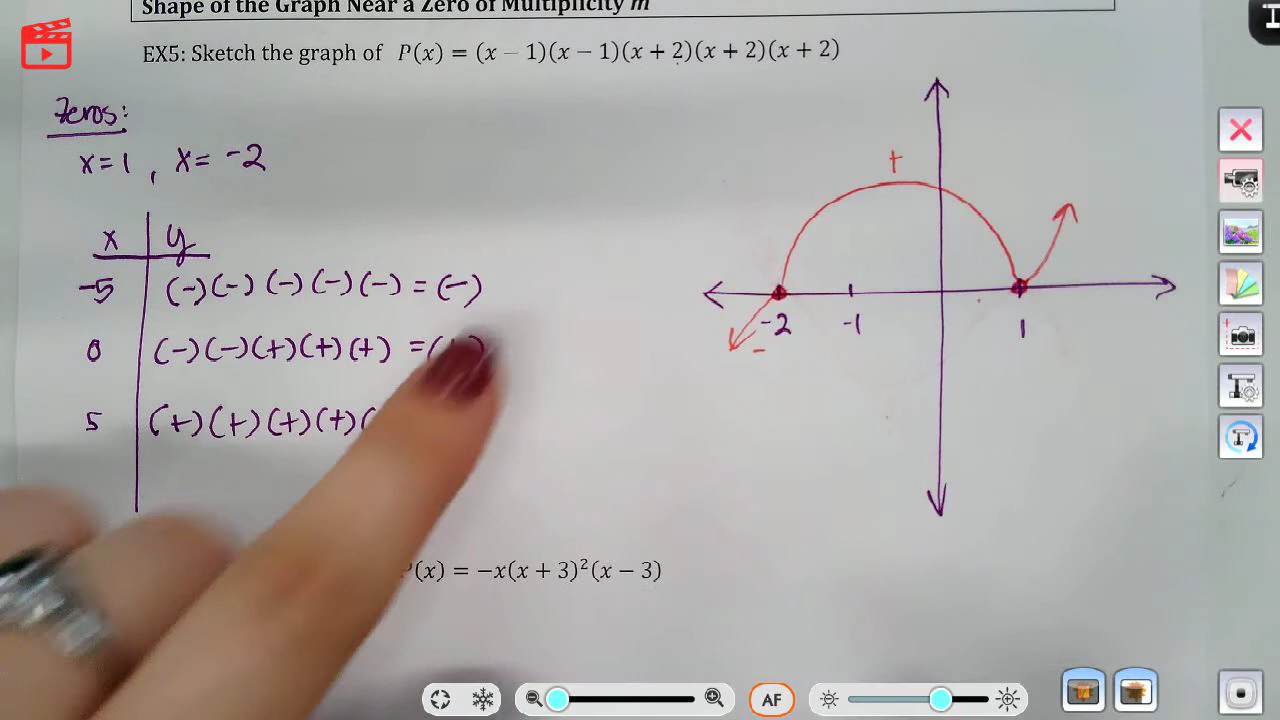 Shape of the Graph Near a Zero of Multiplicity m
EX5: Sketch the graph of P(x) = (x − 1)(x − 1)(x + 2)(x + 2)(x + 2)
Zeros:
x=1 , x= -2
x y
-5 (-)(-)(-)(-)(-) = (-)
0 (-)(-)(+)(+)(+) =(
5 (+)(+)(+)(+)(
+
-2 -1 1
-
P(x) = −x(x + 3)²(x − 3)
AF